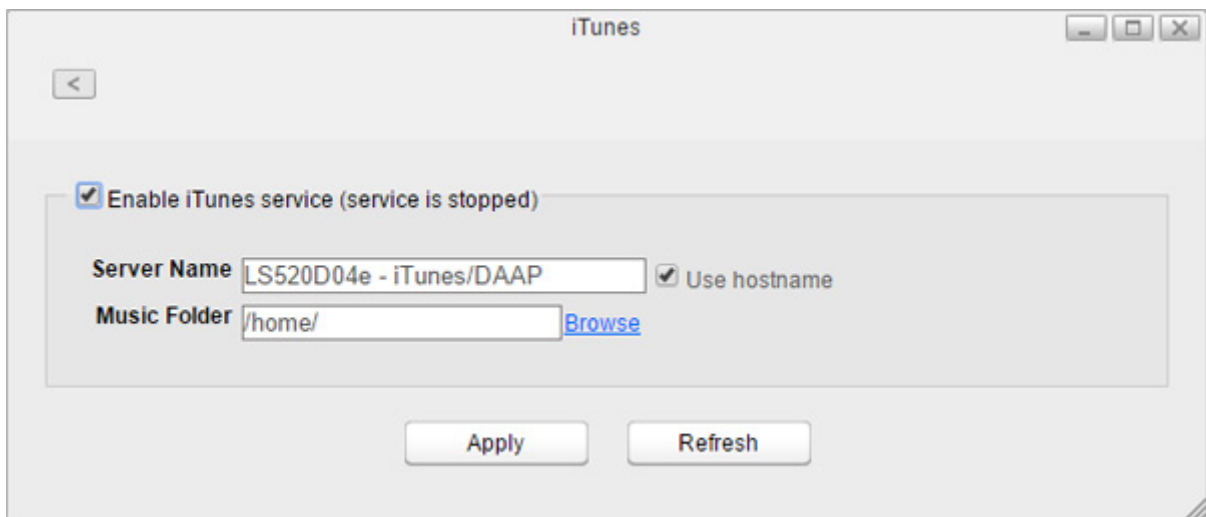 iTunes
<
Enable iTunes service (service is stopped)
Server Name LS520D04e - iTunes/DAAP Use hostname
Music Folder /home/ Browse
Apply Refresh